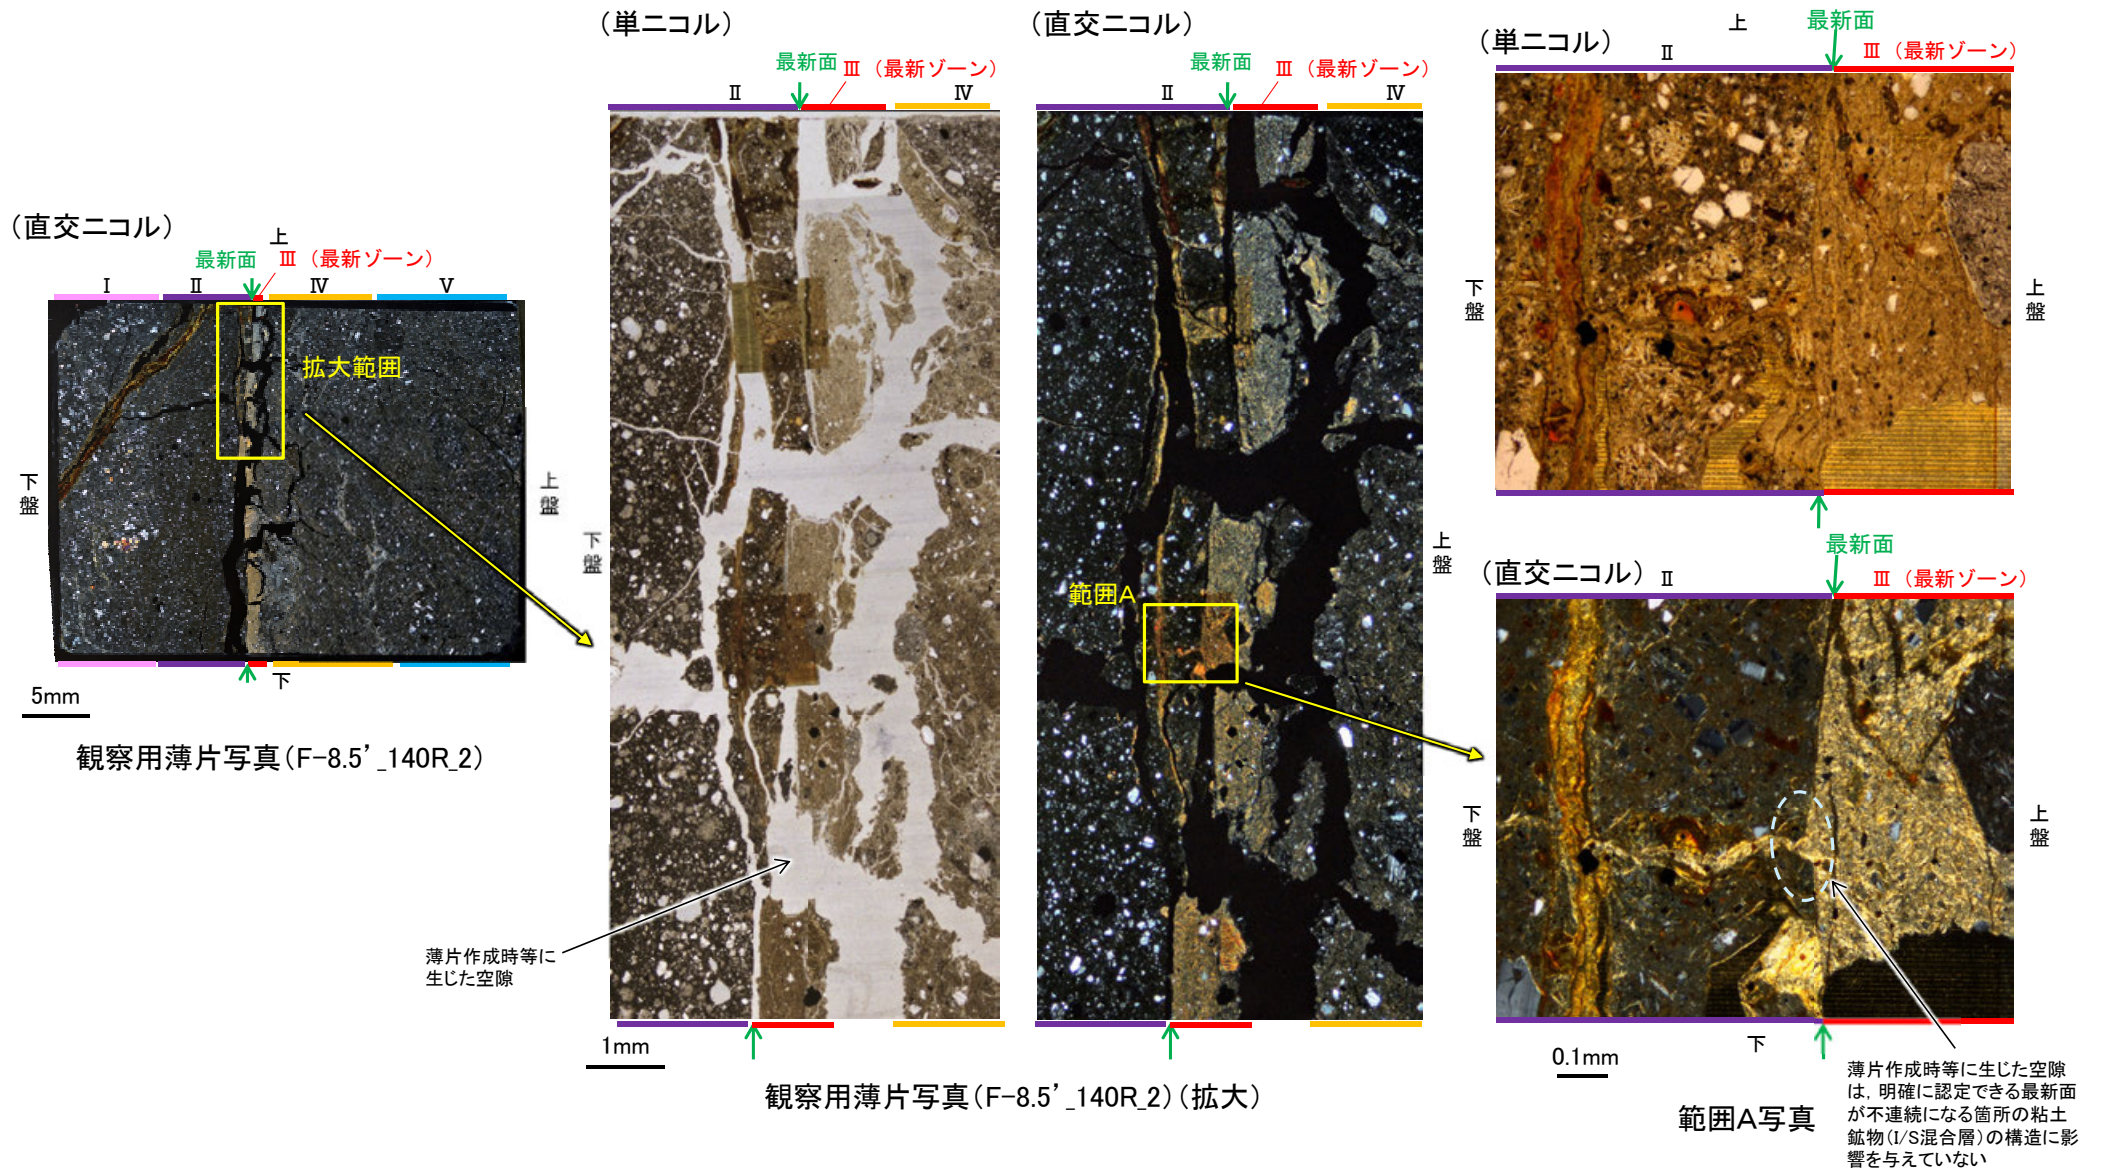 （直交ニコル）
上
最新面
Ⅲ（最新ゾーン）
Ⅰ
Ⅱ
Ⅳ
Ⅴ
拡大範囲
下
盤
上
盤
下
5mm
観察用薄片写真（F-8.5’_140R_2）
（単ニコル）
最新面
Ⅲ（最新ゾーン）
Ⅱ
Ⅳ
下
盤
薄片作成時等に
生じた空隙
1mm
（直交ニコル）
最新面
Ⅲ（最新ゾーン）
Ⅱ
Ⅳ
範囲A
上
盤
観察用薄片写真（F-8.5’_140R_2）（拡大）
（単ニコル）
上
最新面
Ⅱ
Ⅲ（最新ゾーン）
下
盤
上
盤
最新面
（直交ニコル）
Ⅱ
Ⅲ（最新ゾーン）
下
盤
上
盤
下
0.1mm
範囲A写真
薄片作成時等に生じた空隙
は，明確に認定できる最新面
が不連続になる箇所の粘土
鉱物（I/S混合層）の構造に影
響を与えていない